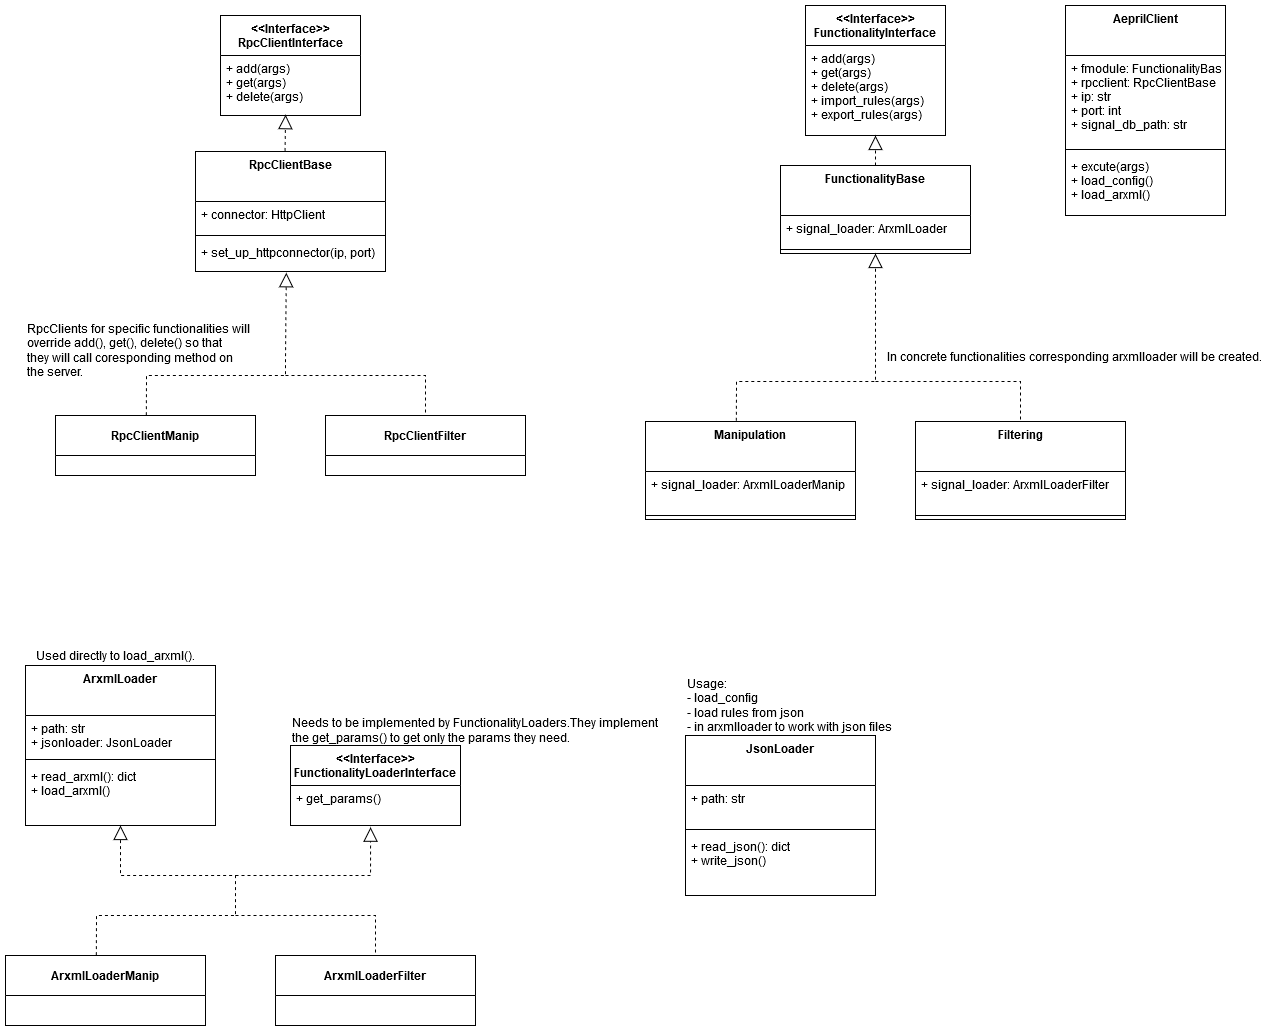 <<Interface>>
RpcClientInterface
+ add(args)
+ get(args)
+ delete(args)
RpcClientBase
+ connector: HttpClient
+ set_up_httpconnector(ip, port)
RpcClients for specific functionalities will
override add(), get(), delete() so that
they will call coresponding method on
the server.
RpcClientManip
RpcClientFilter
<<Interface>>
FunctionalityInterface
+ add(args)
+ get(args)
+ delete(args)
+ import_rules(args)
+ export_rules(args)
FunctionalityBase
+ signal_loader: ArxmlLoader
In concrete functionalities corresponding arxmlloader will be created.
Manipulation
+ signal_loader: ArxmlLoaderManip
Filtering
+ signal_loader: ArxmlLoaderFilter
AeprilClient
+ fmodule: FunctionalityBas
+ rpcclient: RpcClientBase
+ ip: str
+ port: int
+ signal_db_path: str
+ excute(args)
+ load_config()
+ load_arxml()
Used directly to load_arxml().
ArxmlLoader
+ path: str
+ jsonloader: JsonLoader
+ read_arxml(): dict
+ load_arxml()
Needs to be implemented by FunctionalityLoaders.They implement
the get_params() to get only the params they need.
<<Interface>>
FunctionalityLoaderInterface
+ get_params()
ArxmlLoaderManip
ArxmlLoaderFilter
Usage:
- load_config
- load rules from json
- in arxmlloader to work with json files
JsonLoader
+ path: str
+ read_json(): dict
+ write_json()